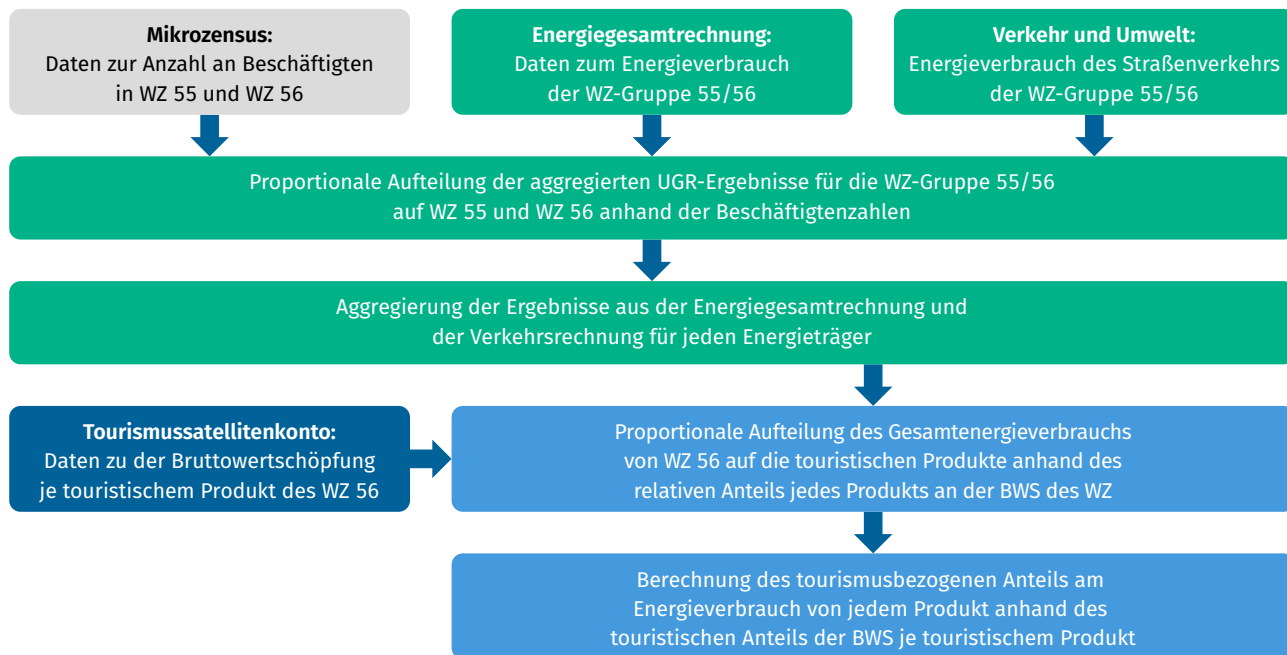 Mikrozensus:
Daten zur Anzahl an Beschäftigten
in WZ 55 und WZ 56
Energiegesamtrechnung:
Daten zum Energieverbrauch
der WZ-Gruppe 55/56
Verkehr und Umwelt:
Energieverbrauch des Straßenverkehrs
der WZ-Gruppe 55/56
Proportionale Aufteilung der aggregierten UGR-Ergebnisse für die WZ-Gruppe 55/56
auf WZ 55 und WZ 56 anhand der Beschäftigtenzahlen
Aggregierung der Ergebnisse aus der Energiegesamtrechnung und
der Verkehrsrechnung für jeden Energieträger
Tourismussatellitenkonto:
Daten zu der Bruttowertschöpfung
je touristischem Produkt des WZ 56
Proportionale Aufteilung des Gesamtenergieverbrauchs
von WZ 56 auf die touristischen Produkte anhand des
relativen Anteils jedes Produkts an der BWS des WZ
Berechnung des tourismusbezogenen Anteils am
Energieverbrauch von jedem Produkt anhand des
touristischen Anteils der BWS je touristischem Produkt